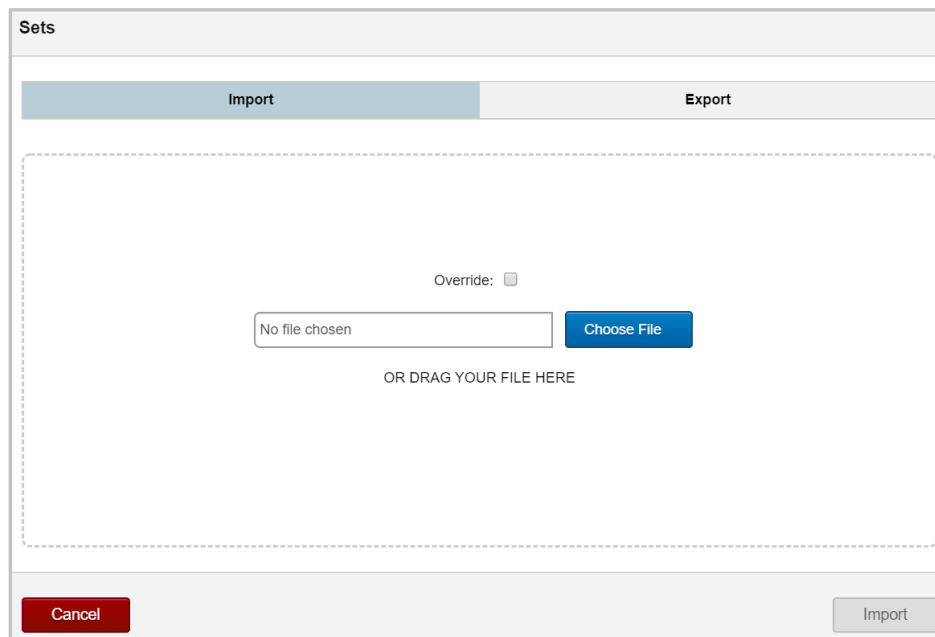 Sets
Import Export
Override:
No file chosen Choose File
OR DRAG YOUR FILE HERE
Cancel Import